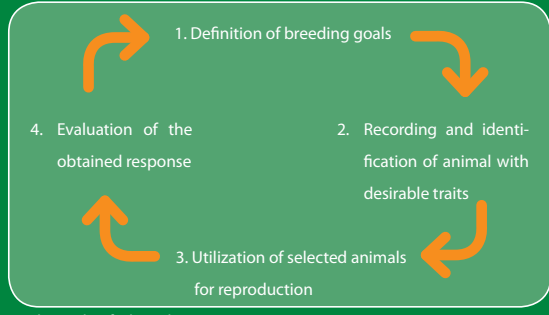 1. Definition of breeding goals
2. Recording and identi-
fication of animal with
desirable traits
3. Utilization of selected animals
for reproduction
4. Evaluation of the
obtained response